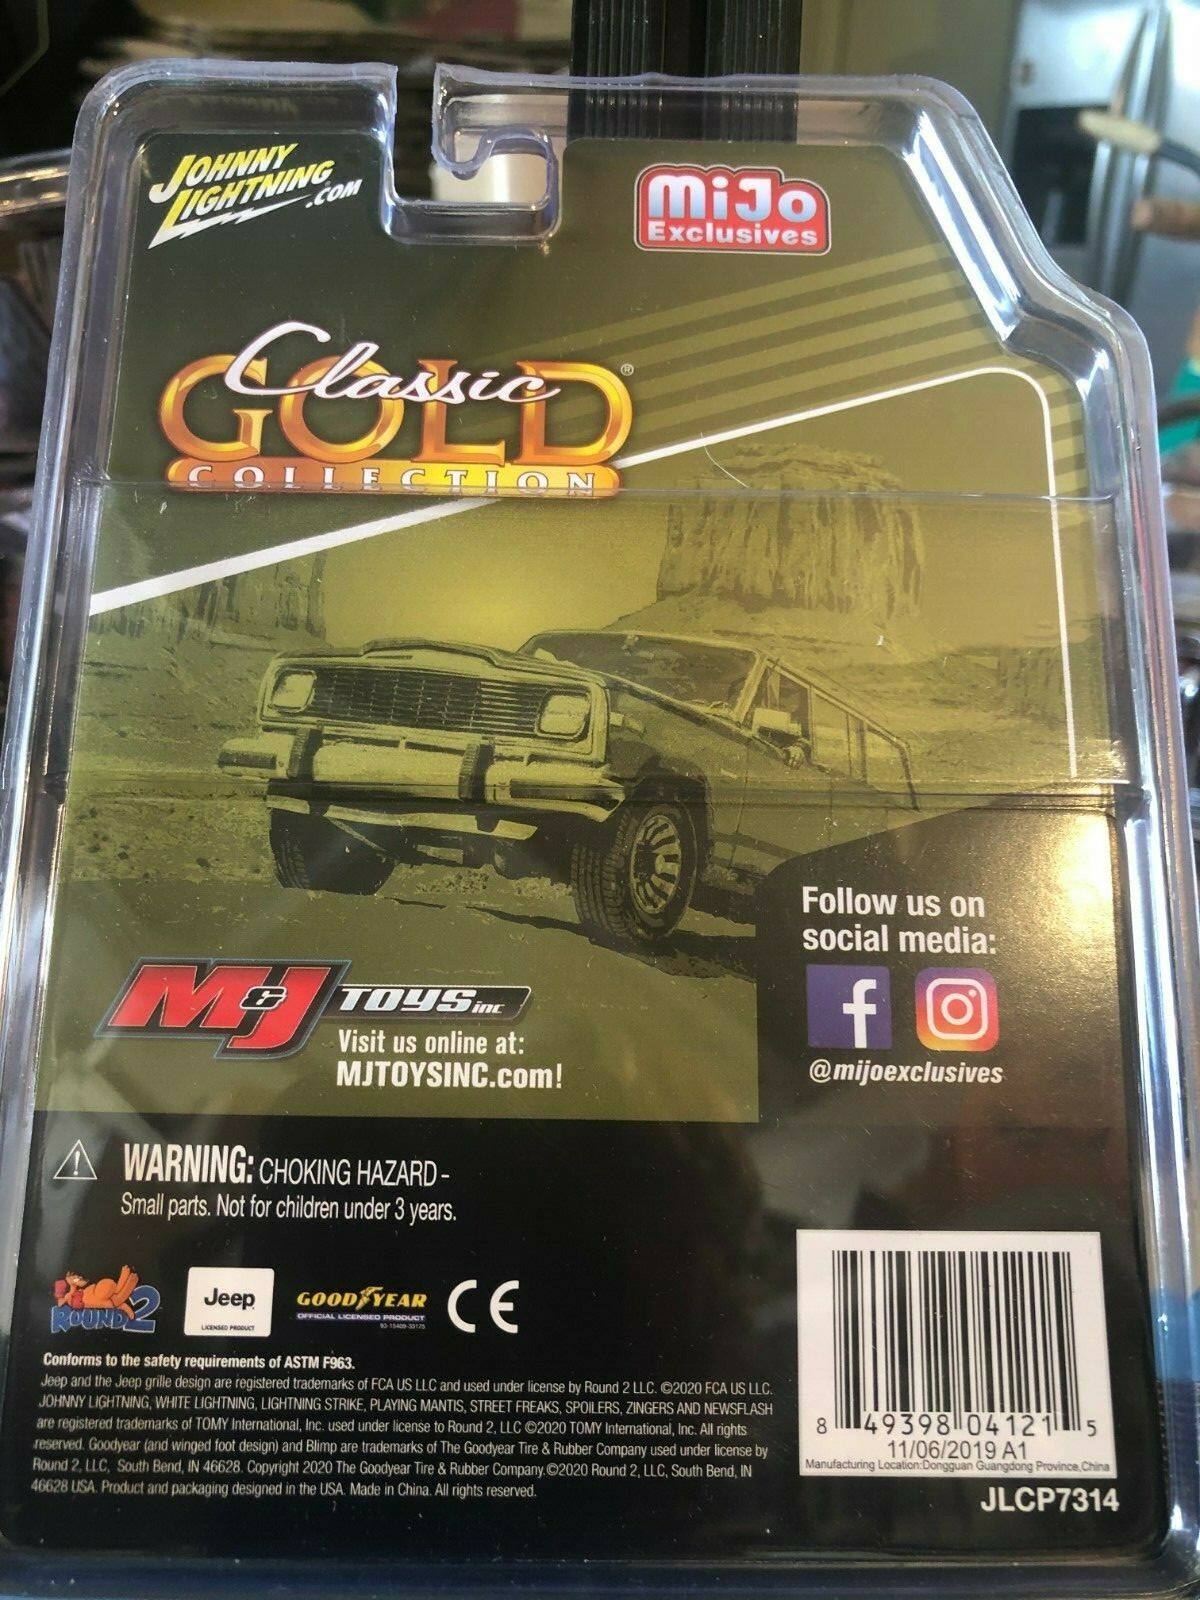 JOHNNY
LIGHTNING
.COM
MiJo
Exclusives
Classic
GOLD®
COLLECTION
Follow us on
social media:
f
@mijoexclusives
M&J TOYS inc
Visit us online at:
MJTOYSINC.com!
WARNING: CHOKING HAZARD -
Small parts. Not for children under 3 years.
ROUND 2
Jeep
LICENSED PRODUCT
GOODYEAR
OFFICIAL LICENSED PRODUCT
CE
Conforms to the safety requirements of ASTM F963.
Jeep and the Jeep grille design are registered trademarks of FCA US LLC and used under license by Round 2 LLC. ©2020 FCA US LLC.
JOHNNY LIGHTNING, WHITE LIGHTNING, LIGHTNING STRIKE, PLAYING MANTIS, STREET FREAKS, SPOILERS, ZINGERS AND NEWSFLASH
are registered trademarks of TOMY International, Inc. used under license to Round 2, LLC ©2020 TOMY International, Inc. All rights
reserved. Goodyear (and winged foot design) and Blimp are trademarks of The Goodyear Tire & Rubber Company used under license by
Round 2, LLC, South Bend, IN 46628. Copyright 2020 The Goodyear Tire & Rubber Company.©2020 Round 2, LLC, South Bend, IN
46628 USA. Product and packaging designed in the USA. Made in China. All rights reserved.
8 49398 04121 5
11/06/2019 A1
Manufacturing Location:Dongguan Guangdong Province,China
JLCP7314